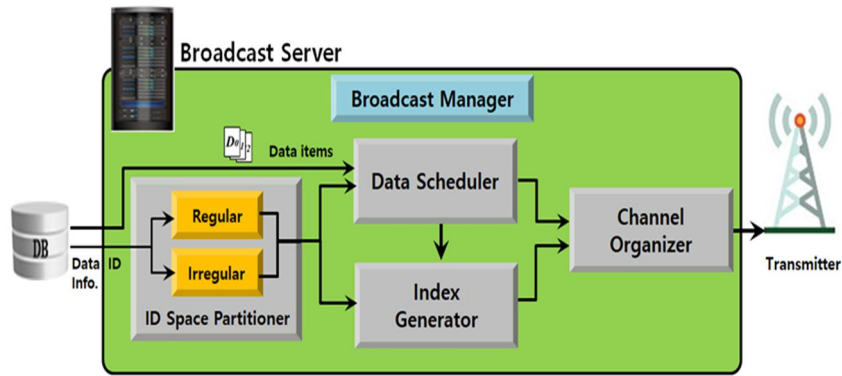 Broadcast Server
Broadcast Manager
Data items
Data Scheduler
Regular
Irregular
ID Space Partitioner
DB
Data ID
Info.
Index
Generator
Channel
Organizer
Transmitter